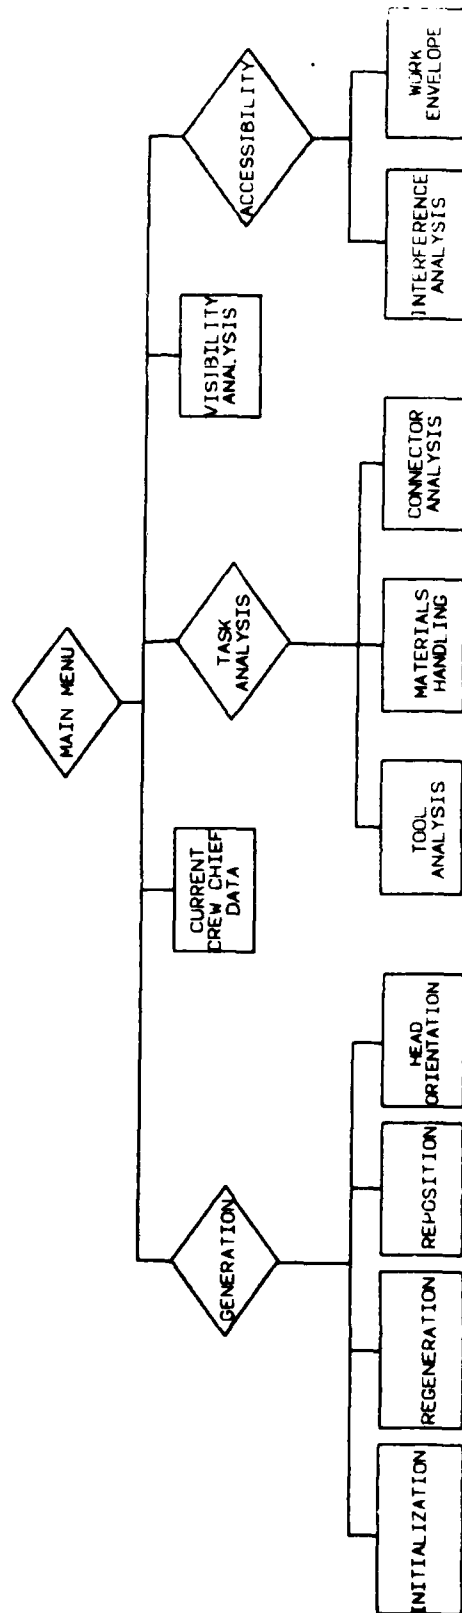 MAIN MENU
GENERATION
CURRENT
CREW CHIEF
DATA
TASK
ANALYSIS
VISIBILITY
ANALYSIS
ACCESSIBILITY
INITIALIZATION
REGENERATION
REPOSITION
HEAD
ORIENTATION
TOOL
ANALYSIS
MATERIALS
HANDLING
CONNECTOR
ANALYSIS
INTERFERENCE
ANALYSIS
WORK
ENVELOPE